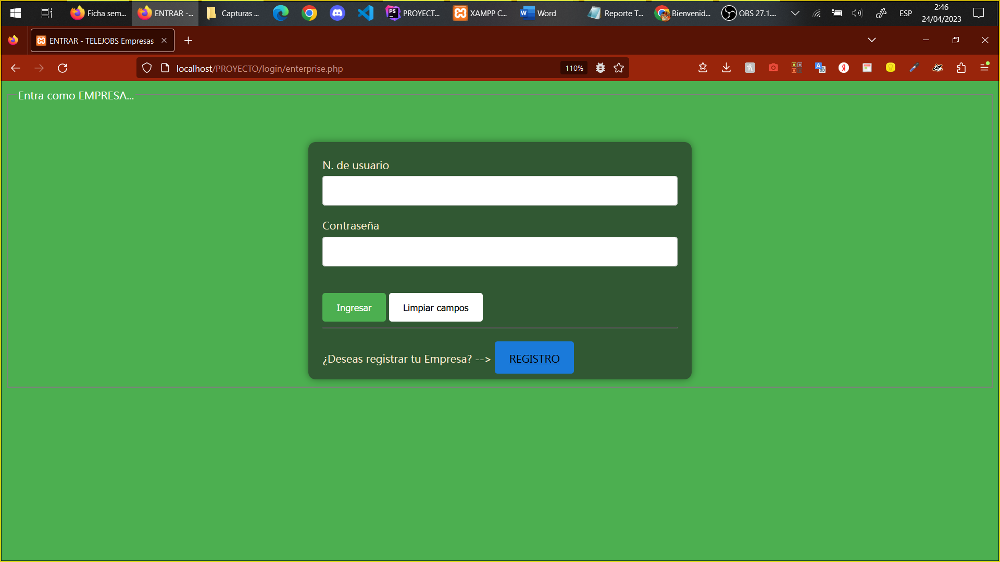 Ficha sem...
ENTRAR -...
Capturas ...
PROYECT...
XAMPP C...
Word
Reporte T...
Bienvenid...
OBS 27.1....
ESP
2:46
24/04/2023
ENTRAR - TELEJOBS Empresas
localhost/PROYECTO/login/enterprise.php
110%
Entra como EMPRESA...
N. de usuario
Contraseña
Ingresar
Limpiar campos
¿Deseas registrar tu Empresa? --> REGISTRO